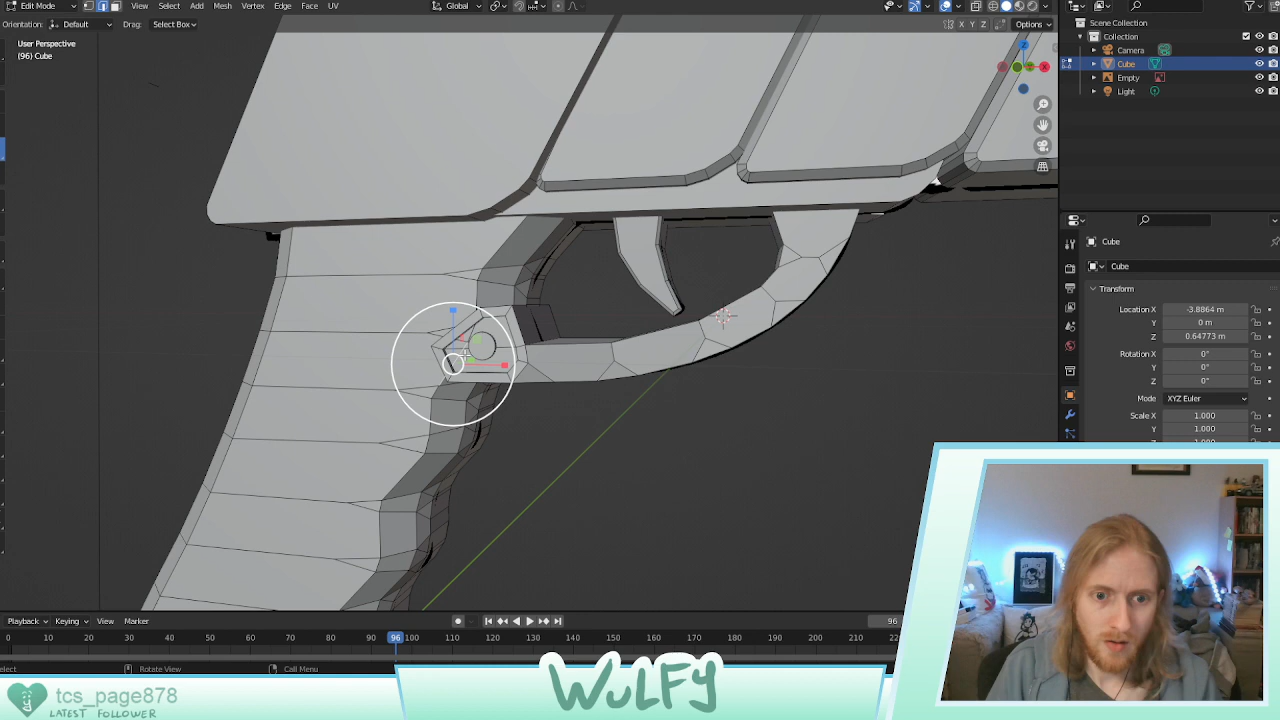 Edit Mode View Select Add Mesh Vertex Edge Face UV Global
Orientation: Default Drag: Select Box X Y Z Options
User Perspective
(96) Cube
Z
X
Scene Collection
Collection
Camera
Cube
Empty
Light
Cube
Cube
Transform
Location X -3.8864 m
Y 0 m
Z 0.64773 m
Rotation X 0°
Y 0°
Z 0°
Mode XYZ Euler
Scale X 1.000
Y 1.000
Playback Keying View Marker 96
0 10 20 30 40 50 60 70 80 90 96 100 110 120 130 140 150 160 170 180 190 200 210
elect Rotate View Call Menu
tcs_page878
LATEST FOLLOWER
WULFY